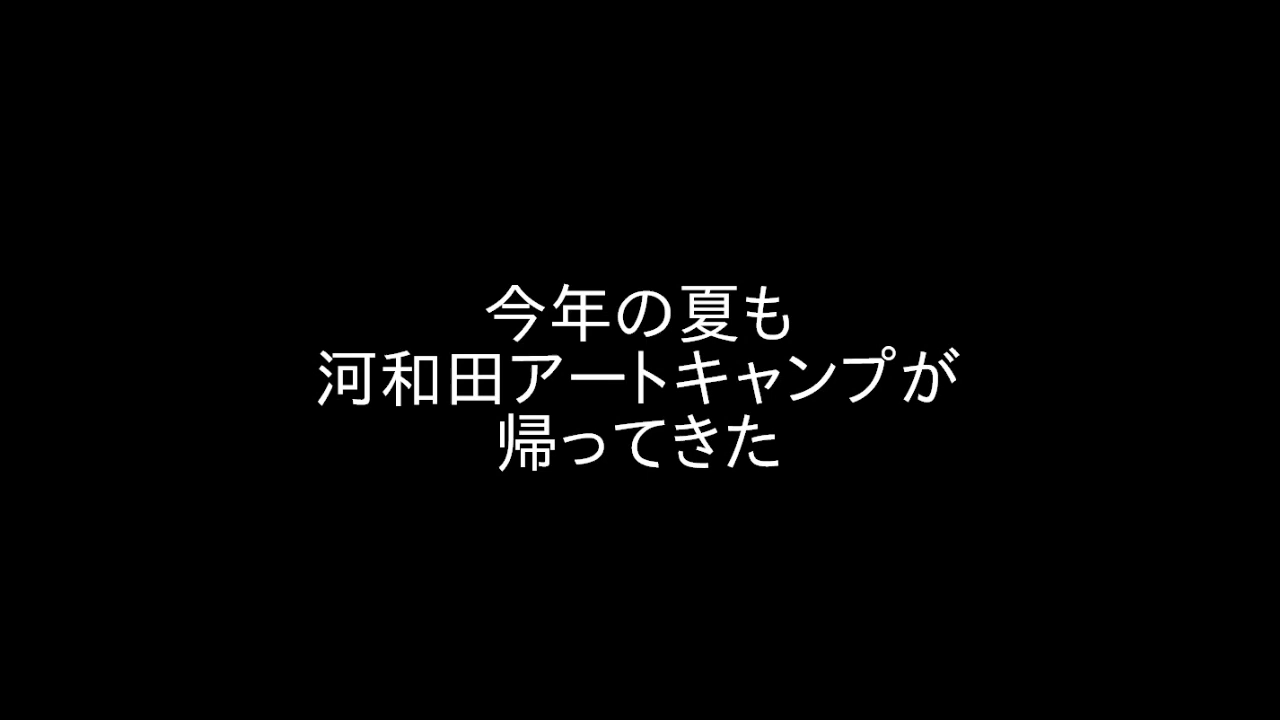 今年の夏も
河和田アートキャンプが
帰ってきた